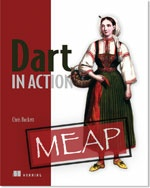 Dart
IN ACTION
Chris Buckett
MEAP
MANNING